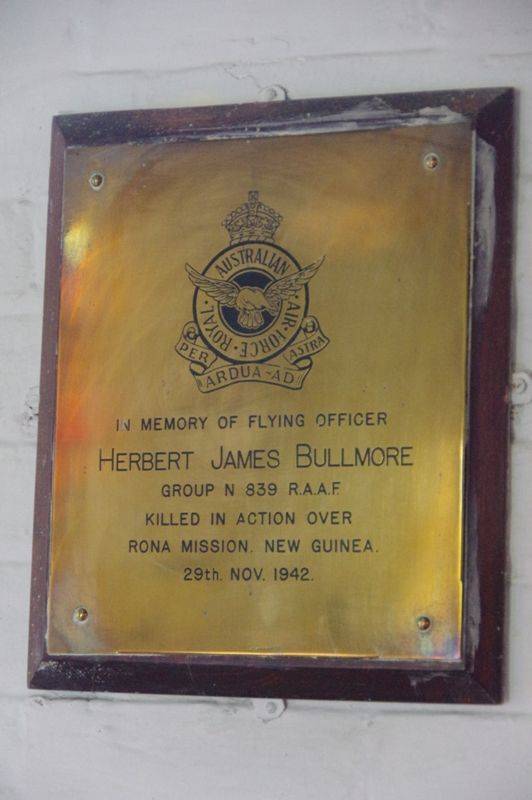 AUSTRALIAN
ROYAL · AIR · FORCE
PER ARDUA-AD ASTRA
IN MEMORY OF FLYING OFFICER
HERBERT JAMES BULLMORE
GROUP N 839 R.A.A.F.
KILLED IN ACTION OVER
RONA MISSION. NEW GUINEA.
29th. NOV. 1942.